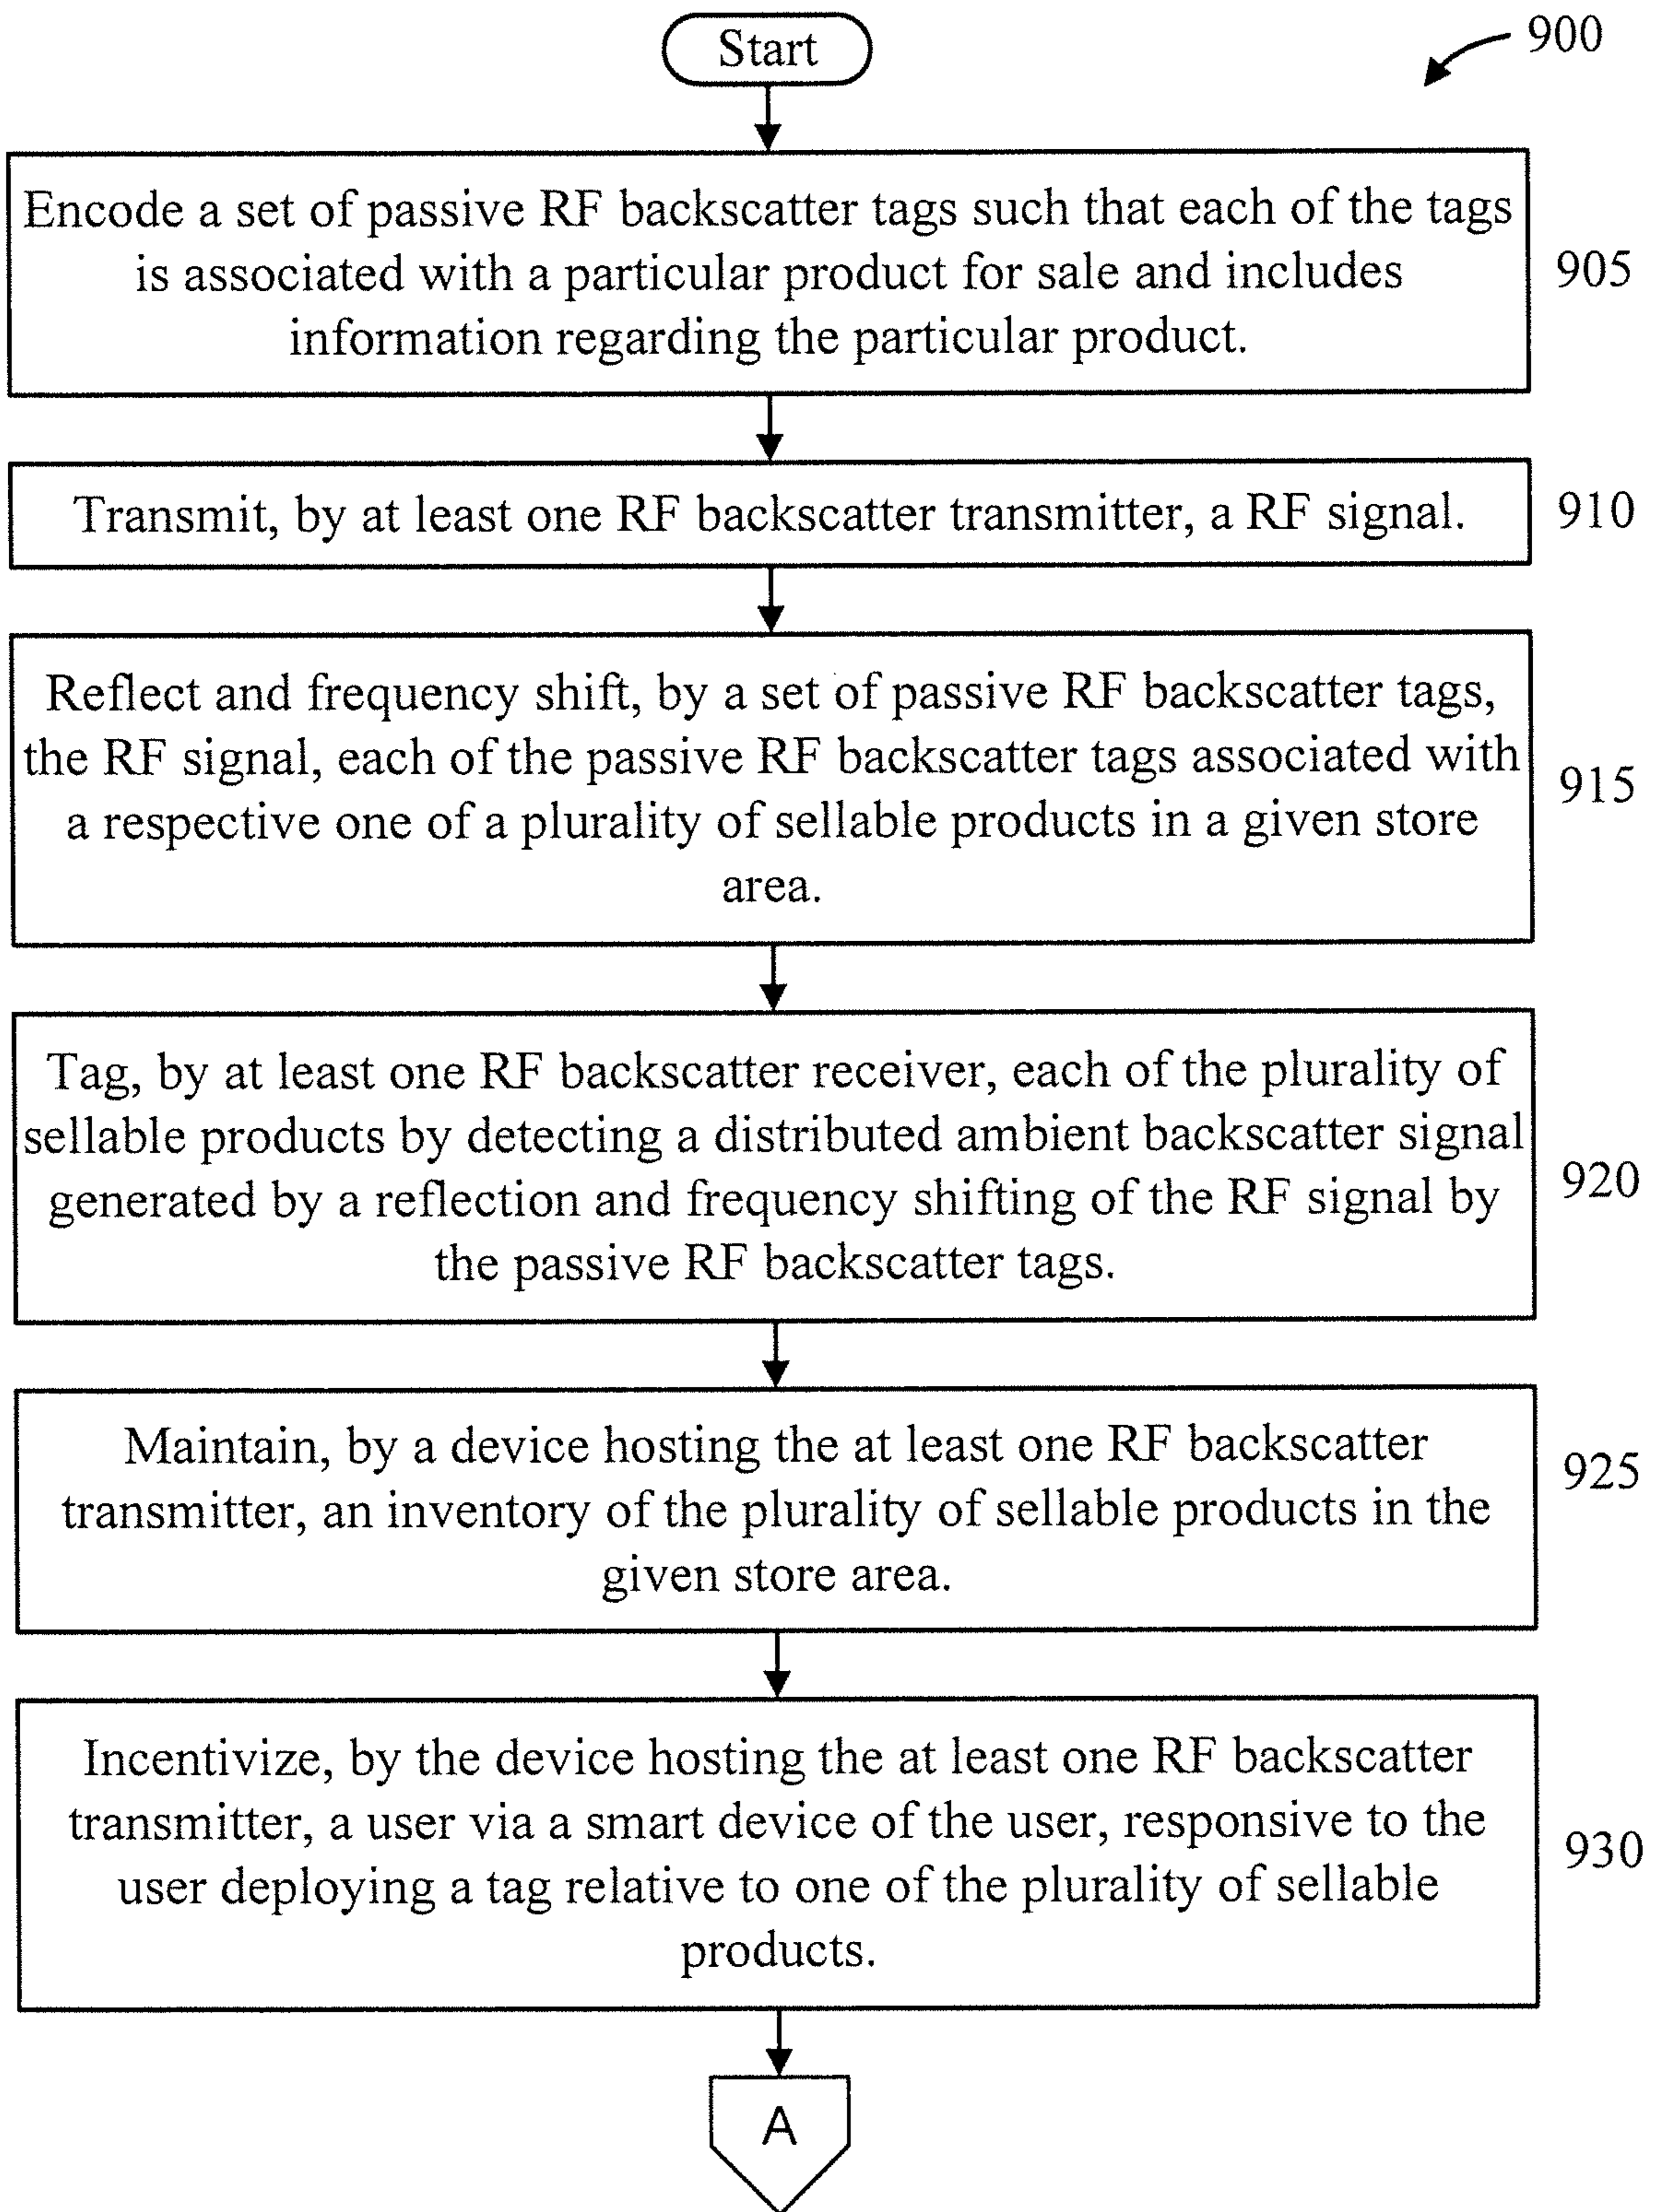 Start
900
Encode a set of passive RF backscatter tags such that each of the tags
is associated with a particular product for sale and includes
information regarding the particular product.
905
Transmit, by at least one RF backscatter transmitter, a RF signal.
910
Reflect and frequency shift, by a set of passive RF backscatter tags,
the RF signal, each of the passive RF backscatter tags associated with
a respective one of a plurality of sellable products in a given store
area.
915
Tag, by at least one RF backscatter receiver, each of the plurality of
sellable products by detecting a distributed ambient backscatter signal
generated by a reflection and frequency shifting of the RF signal by
the passive RF backscatter tags.
920
Maintain, by a device hosting the at least one RF backscatter
transmitter, an inventory of the plurality of sellable products in the
given store area.
925
Incentivize, by the device hosting the at least one RF backscatter
transmitter, a user via a smart device of the user, responsive to the
user deploying a tag relative to one of the plurality of sellable
products.
930
A